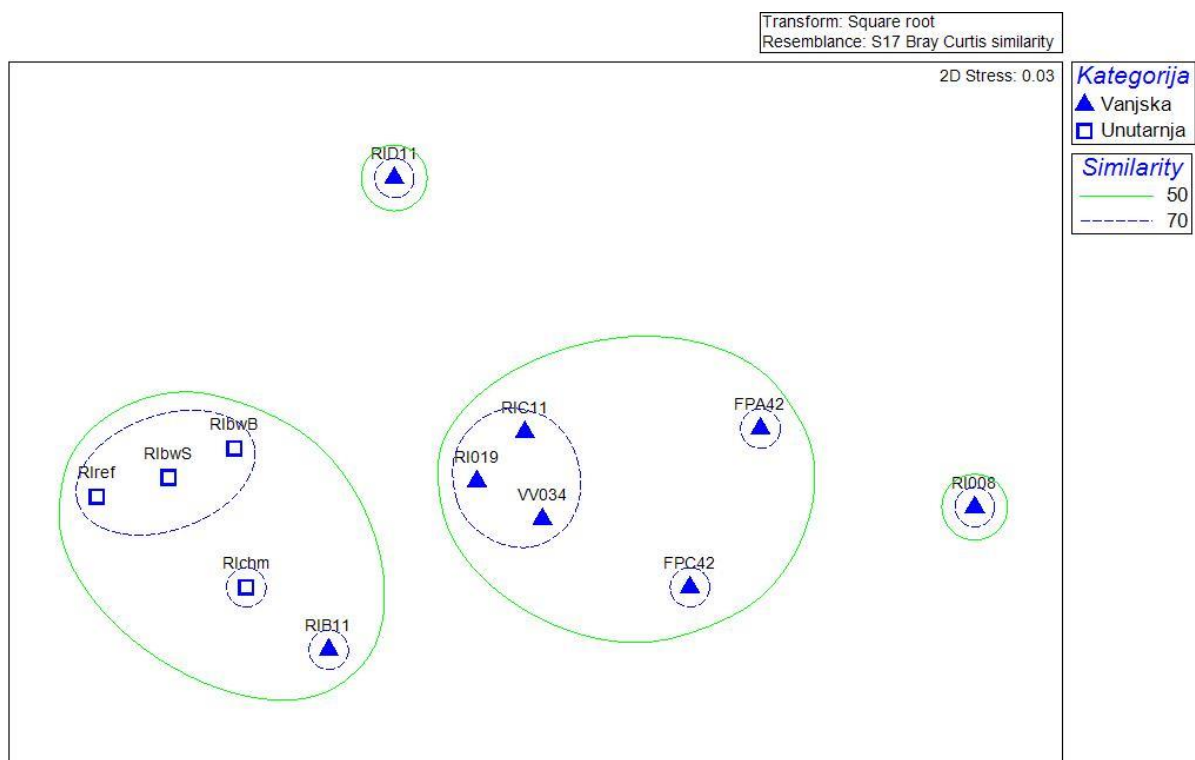 Transform: Square root
Resemblance: S17 Bray Curtis similarity
2D Stress: 0.03
Kategorija
Vanjska
Unutarnja
Similarity
50
70
RID11
RIC11
FPA42
RIbwB
RIbwS
RI019
RIref
VV034
RI008
RIcbm
FPC42
RIB11